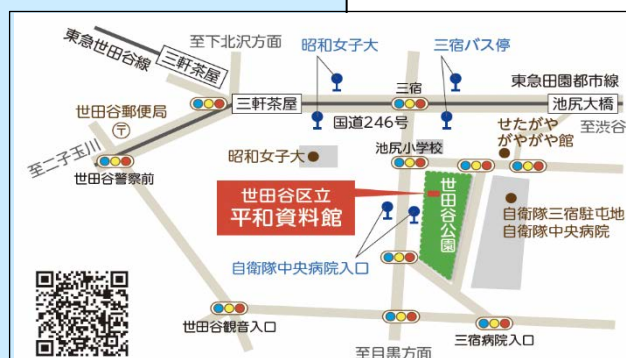 東急世田谷線
三軒茶屋
至下北沢方面
昭和女子大
三宿バス停
三宿
東急田園都市線
三軒茶屋
池尻大橋
世田谷郵便局
〒
国道246号
至渋谷
せたがや
がやがや館
至二子玉川
昭和女子大
池尻小学校
世田谷警察前
世田谷区立
平和資料館
世田谷公園
自衛隊三宿駐屯地
自衛隊中央病院
自衛隊中央病院入口
世田谷観音入口
三宿病院入口
至目黒方面